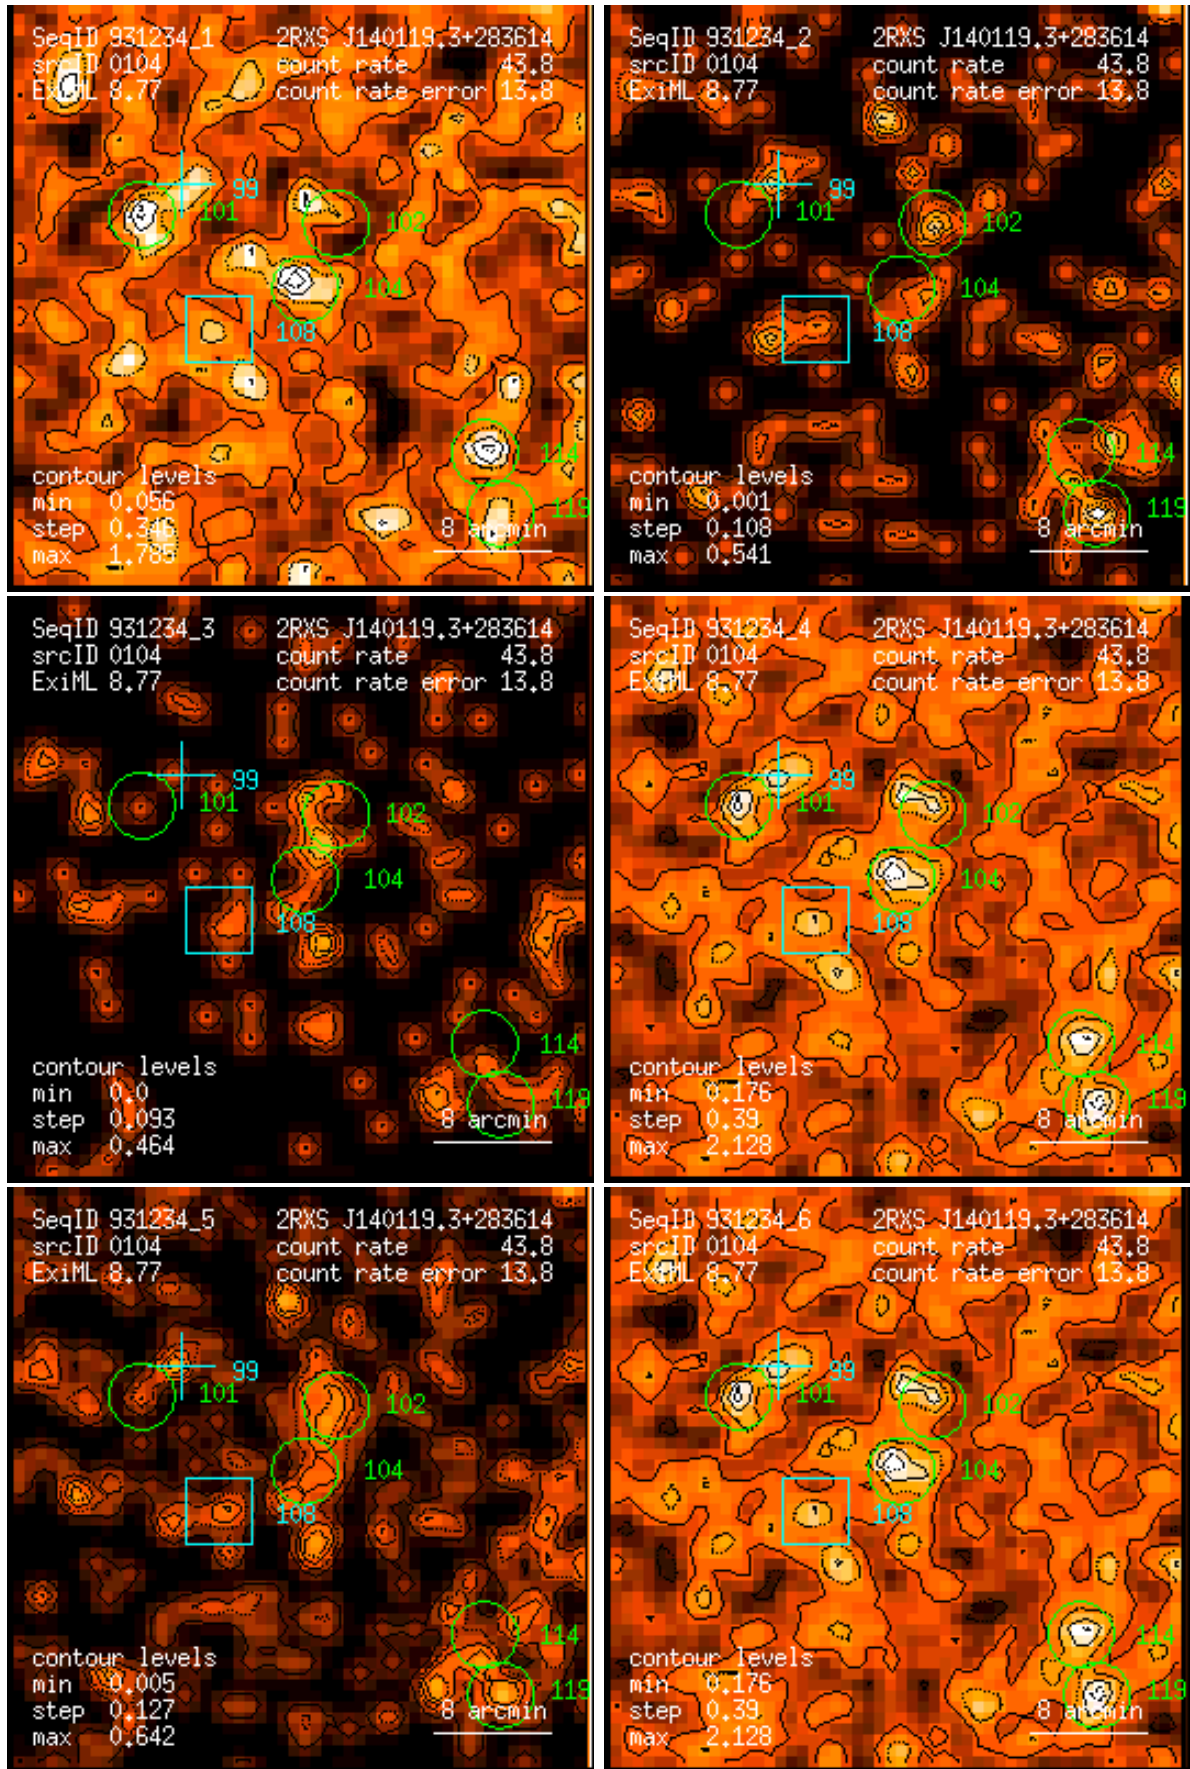 SeqID 931234_1 2RXS J140119.3+283614
srcID 0104 count rate 43.8
ExiML 8.77 count rate error 13.8
99
101
102
104
108
114
contour levels
min 0.056
119
step 0.346 8 arcmin
max 1.785
SeqID 931234_2 2RXS J140119.3+283614
srcID 0104 count rate 43.8
ExiML 8.77 count rate error 13.8
99
101
102
104
108
114
contour levels
min 0.001
119
step 0.108 8 arcmin
max 0.541
SeqID 931234_3 2RXS J140119.3+283614
srcID 0104 count rate 43.8
ExiML 8.77 count rate error 13.8
99
101
102
104
108
114
contour levels
min 0.0
119
step 0.093 8 arcmin
max 0.464
SeqID 931234_4 2RXS J140119.3+283614
srcID 0104 count rate 43.8
ExiML 8.77 count rate error 13.8
99
101
102
104
108
114
contour levels
min 0.176
119
step 0.39 8 arcmin
max 2.128
SeqID 931234_5 2RXS J140119.3+283614
srcID 0104 count rate 43.8
ExiML 8.77 count rate error 13.8
99
101
102
104
108
114
contour levels
min 0.005
119
step 0.127 8 arcmin
max 0.642
SeqID 931234_6 2RXS J140119.3+283614
srcID 0104 count rate 43.8
ExiML 8.77 count rate error 13.8
99
101
102
104
108
114
contour levels
min 0.176
119
step 0.39 8 arcmin
max 2.128